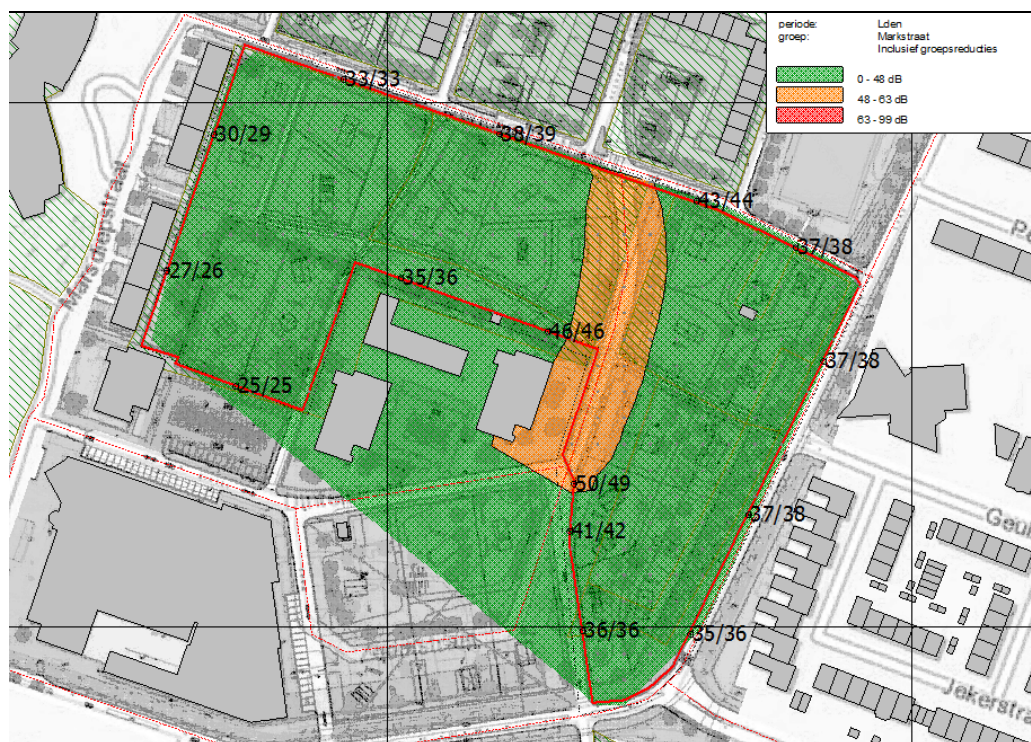 periode: Lden
groep: Markstraat
Inclusief groepsreducties
0 - 48 dB
48 - 63 dB
63 - 99 dB
33/33
30/29
38/39
43/44
37/38
27/26
35/36
46/46
37/38
25/25
50/49
37/38
41/42
36/36
35/36
Marsdiepstraat
Geu
Jekerstra